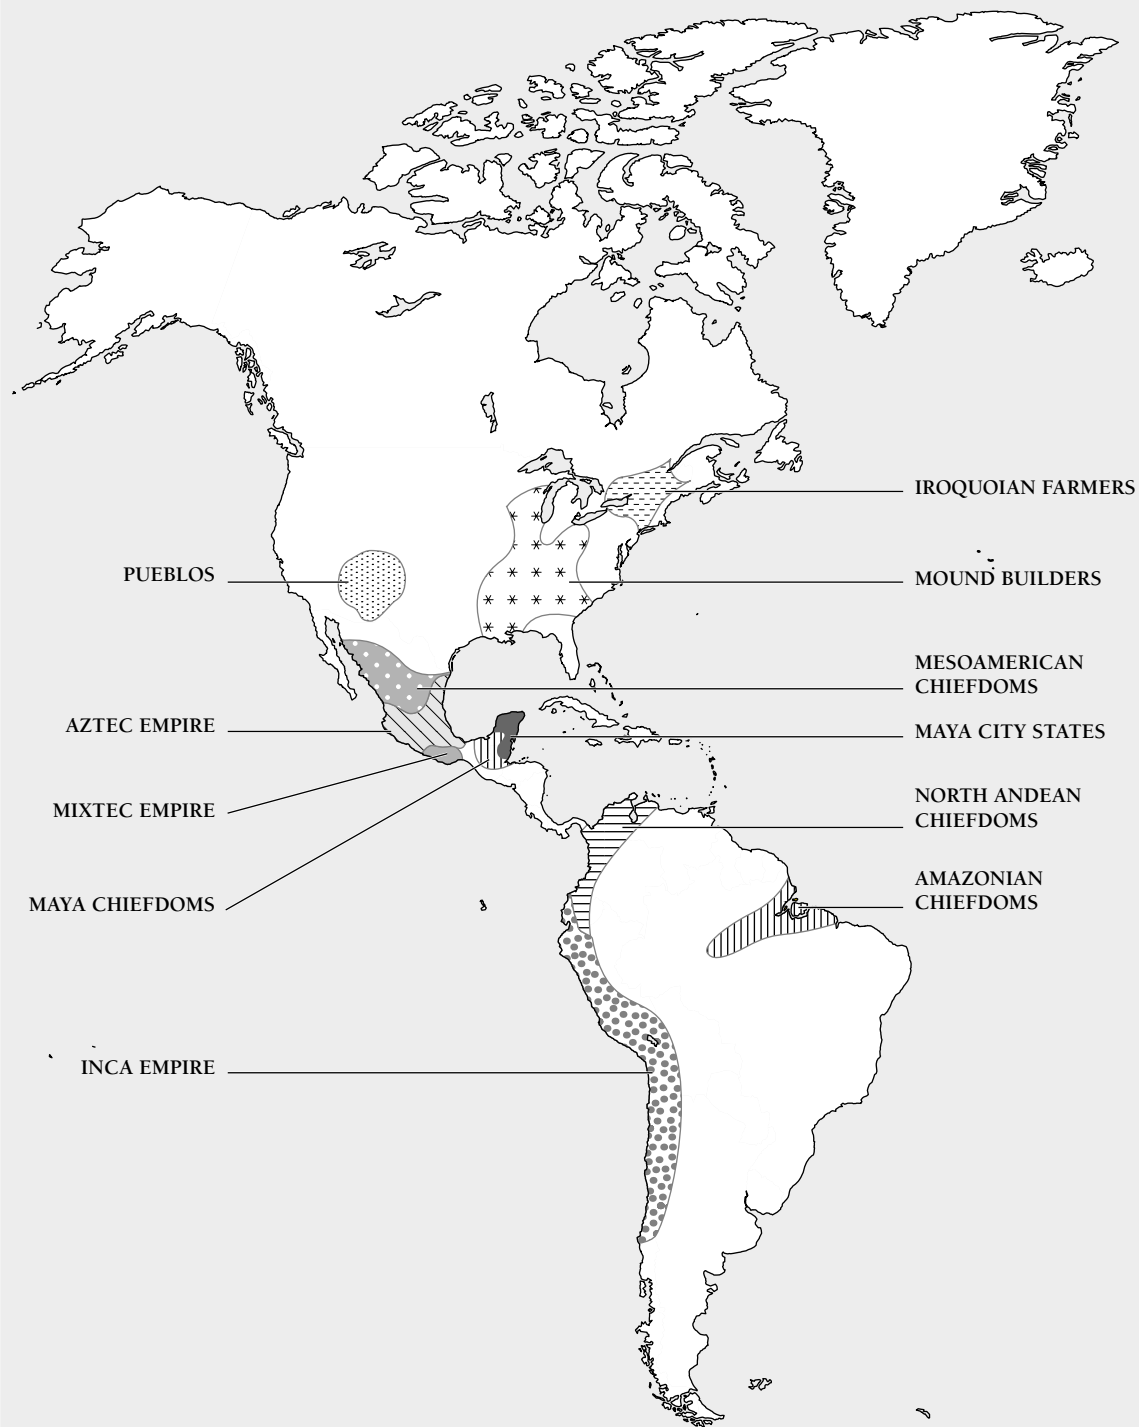 IROQUOIAN FARMERS
PUEBLOS
MOUND BUILDERS
MESOAMERICAN
CHIEFDOMS
AZTEC EMPIRE
MAYA CITY STATES
MIXTEC EMPIRE
NORTH ANDEAN
CHIEFDOMS
MAYA CHIEFDOMS
AMAZONIAN
CHIEFDOMS
INCA EMPIRE